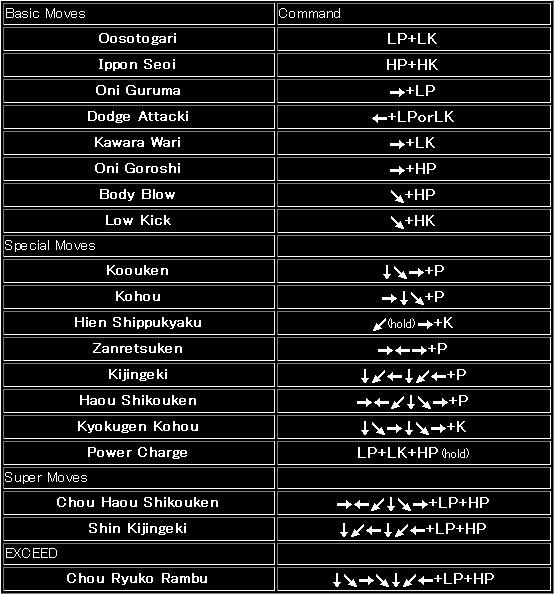 Basic Moves Command
Oosotogari LP+LK
Ippon Seoi HP+HK
Oni Guruma →+LP
Dodge Attacki ←+LPorLK
Kawara Wari →+LK
Oni Goroshi →+HP
Body Blow ↘+HP
Low Kick ↘+HK
Special Moves
Koouken ↓↘→+P
Kohou →↓↘+P
Hien Shippukyaku ↙(hold)→+K
Zanretsuken →←→+P
Kijingeki ↓↙←↓↙←+P
Haou Shikouken →←↙↓↘→+P
Kyokugen Kohou ↓↘→↓↘→+K
Power Charge LP+LK+HP(hold)
Super Moves
Chou Haou Shikouken →←↙↓↘→+LP+HP
Shin Kijingeki ↓↙←↓↙←+LP+HP
EXCEED
Chou Ryuko Rambu ↓↘→↘↓↙←+LP+HP